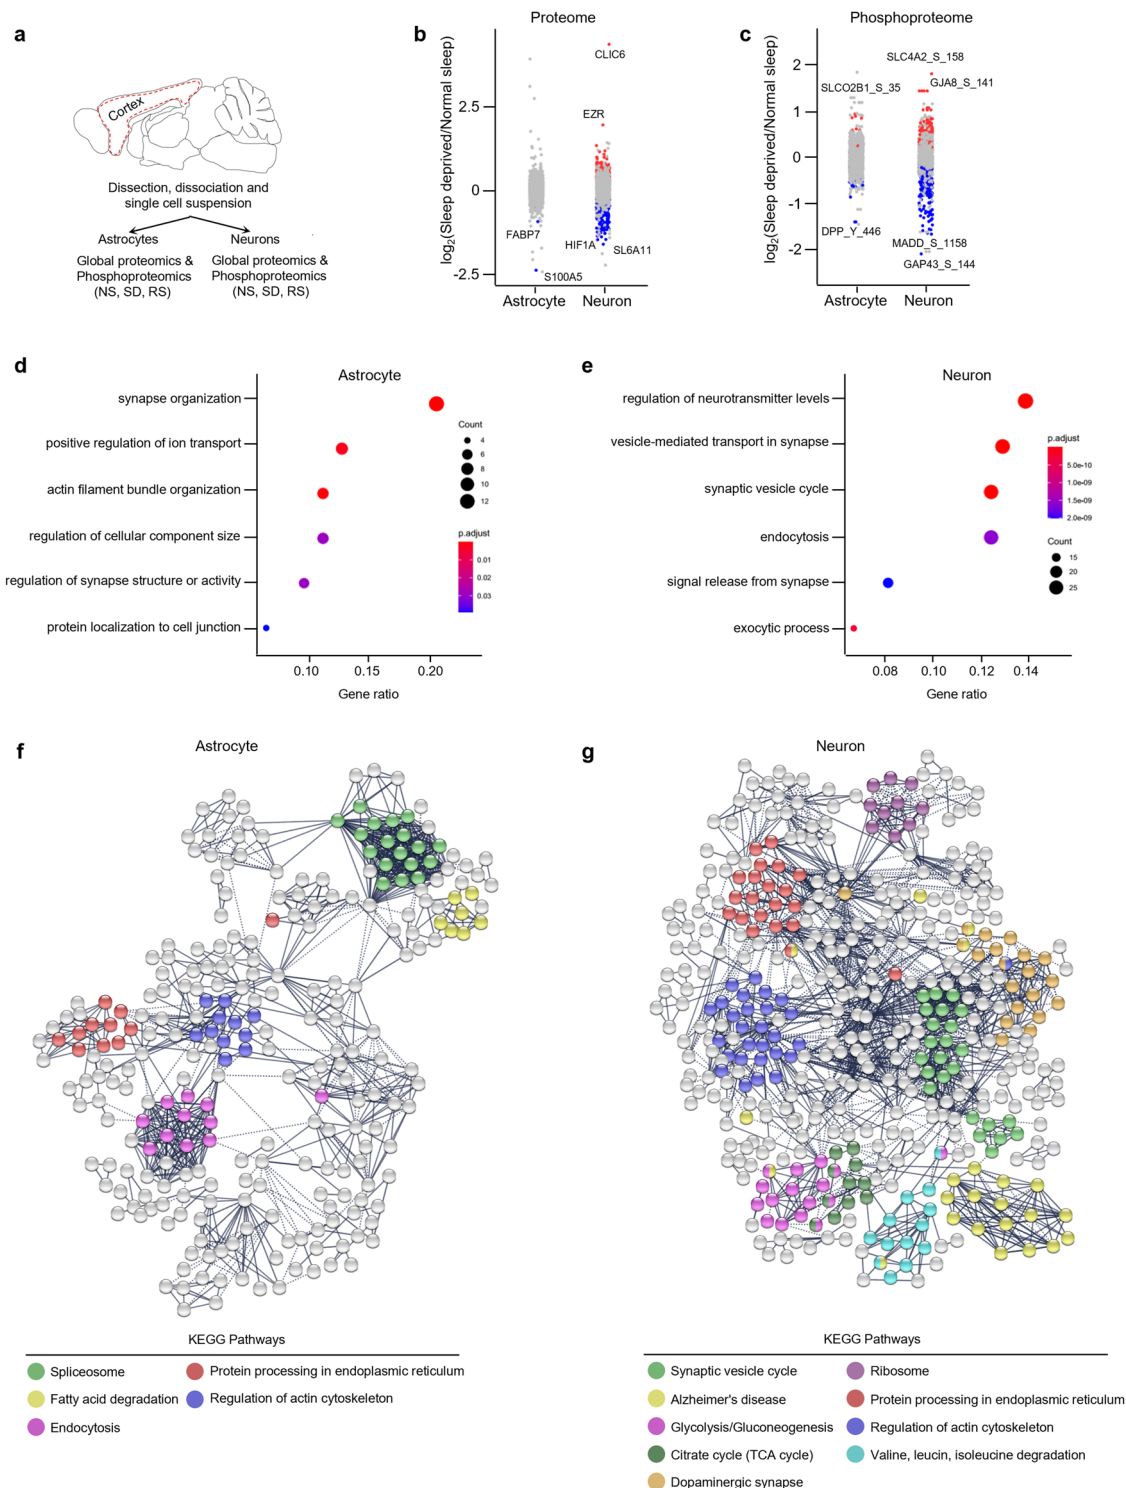 a
Cortex
Dissection, dissociation and
single cell suspension
Astrocytes
Neurons
Global proteomics &
Phosphoproteomics
(NS, SD, RS)
Global proteomics &
Phosphoproteomics
(NS, SD, RS)
b
Proteome
log2(Sleep deprived/Normal sleep)
2.5
0
-2.5
CLIC6
EZR
FABP7
HIF1A
SL6A11
S100A5
Astrocyte
Neuron
c
Phosphoproteome
log2(Sleep deprived/Normal sleep)
2
1
0
-1
-2
SLC4A2_S_158
SLCO2B1_S_35
GJA8_S_141
DPP_Y_446
MADD_S_1158
GAP43_S_144
Astrocyte
Neuron
d
Astrocyte
synapse organization
positive regulation of ion transport
actin filament bundle organization
regulation of cellular component size
regulation of synapse structure or activity
protein localization to cell junction
0.10
0.15
0.20
Gene ratio
Count
4
6
8
10
12
p.adjust
0.01
0.02
0.03
e
Neuron
regulation of neurotransmitter levels
vesicle-mediated transport in synapse
synaptic vesicle cycle
endocytosis
signal release from synapse
exocytic process
0.08
0.10
0.12
0.14
Gene ratio
p.adjust
5.0e-10
1.0e-09
1.5e-09
2.0e-09
Count
15
20
25
f
Astrocyte
KEGG Pathways
Spliceosome
Protein processing in endoplasmic reticulum
Fatty acid degradation
Regulation of actin cytoskeleton
Endocytosis
g
Neuron
KEGG Pathways
Synaptic vesicle cycle
Ribosome
Alzheimer's disease
Protein processing in endoplasmic reticulum
Glycolysis/Gluconeogenesis
Regulation of actin cytoskeleton
Citrate cycle (TCA cycle)
Valine, leucin, isoleucine degradation
Dopaminergic synapse